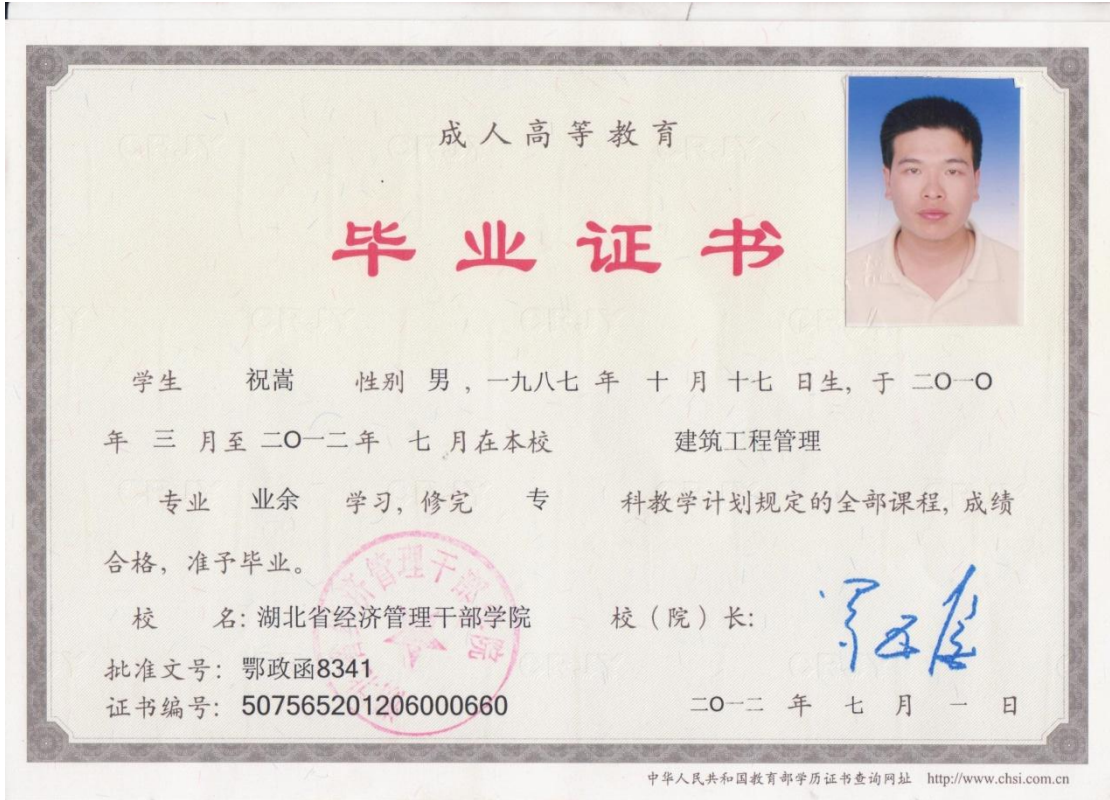 成人高等教育
毕业证书
学生 祝嵩 性别 男,一九八七 年 十 月 十七 日生,于 二〇一〇
年 三 月至 二〇一二年 七 月在本校 建筑工程管理
专业 业余 学习,修完 专 科教学计划规定的全部课程,成绩
合格,准予毕业。
校 名:湖北省经济管理干部学院 校(院)长:
批准文号:鄂政函8341
证书编号:507565201206000660 二〇一二 年 七 月 一 日
中华人民共和国教育部学历证书查询网址 http://www.chsi.com.cn